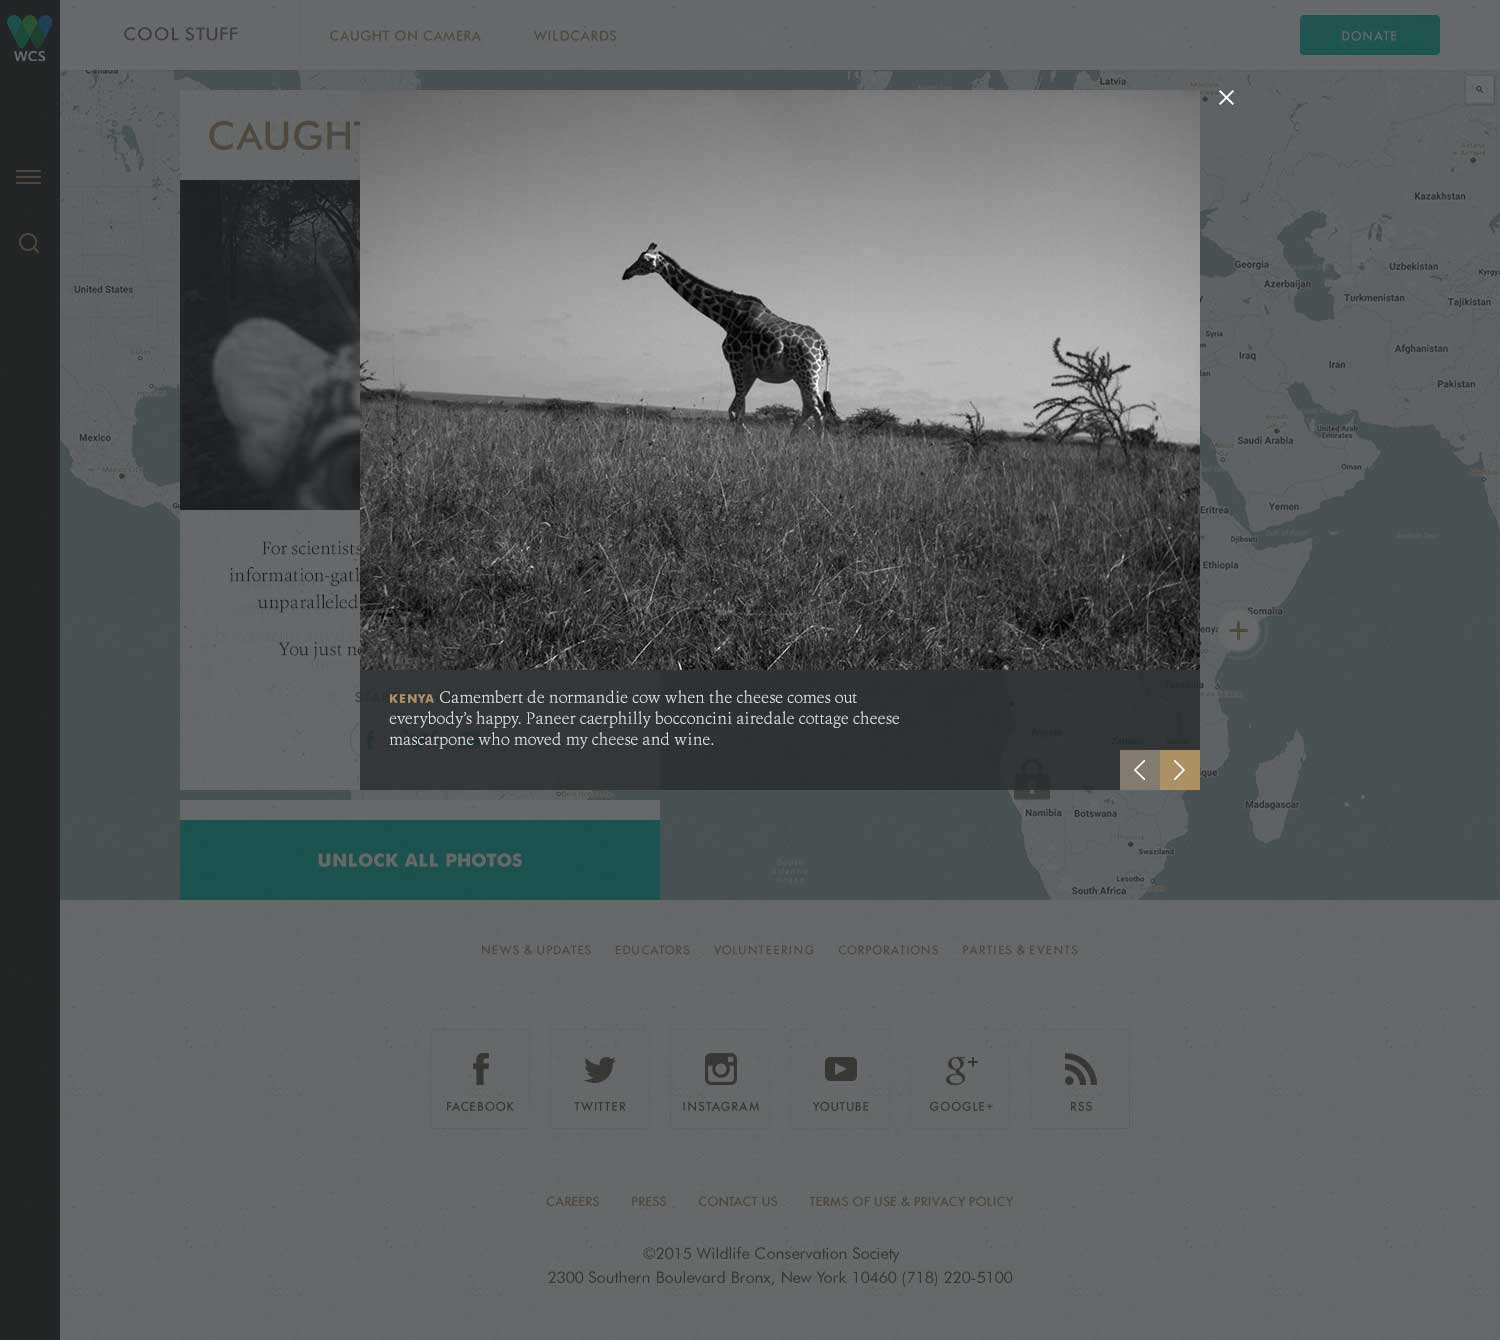 WCS
COOL STUFF
CAUGHT ON CAMERA
WILDCARDS
DONATE
CAUGHT
For scientists
information-gath
unparalleled
You just ne
KENYA Camembert de normandie cow when the cheese comes out
everybody's happy. Paneer caerphilly bocconcini airedale cottage cheese
mascarpone who moved my cheese and wine.
UNLOCK ALL PHOTOS
Canada
United States
Mexico
Mexico City
Latvia
Kazakhstan
Georgia
Uzbekistan
Azerbaijan
Turkmenistan
Tajikistan
Syria
Iraq
Iran
Afghanistan
Pakistan
Saudi Arabia
United Arab
Emirates
Oman
Eritrea
Yemen
Djibouti
Ethiopia
Somalia
Madagascar
Namibia
Botswana
Swaziland
Lesotho
South Africa
South
Atlantic
Ocean
NEWS & UPDATES
EDUCATORS
VOLUNTEERING
CORPORATIONS
PARTIES & EVENTS
FACEBOOK
TWITTER
INSTAGRAM
YOUTUBE
GOOGLE+
RSS
CAREERS
PRESS
CONTACT US
TERMS OF USE & PRIVACY POLICY
©2015 Wildlife Conservation Society
2300 Southern Boulevard Bronx, New York 10460 (718) 220-5100